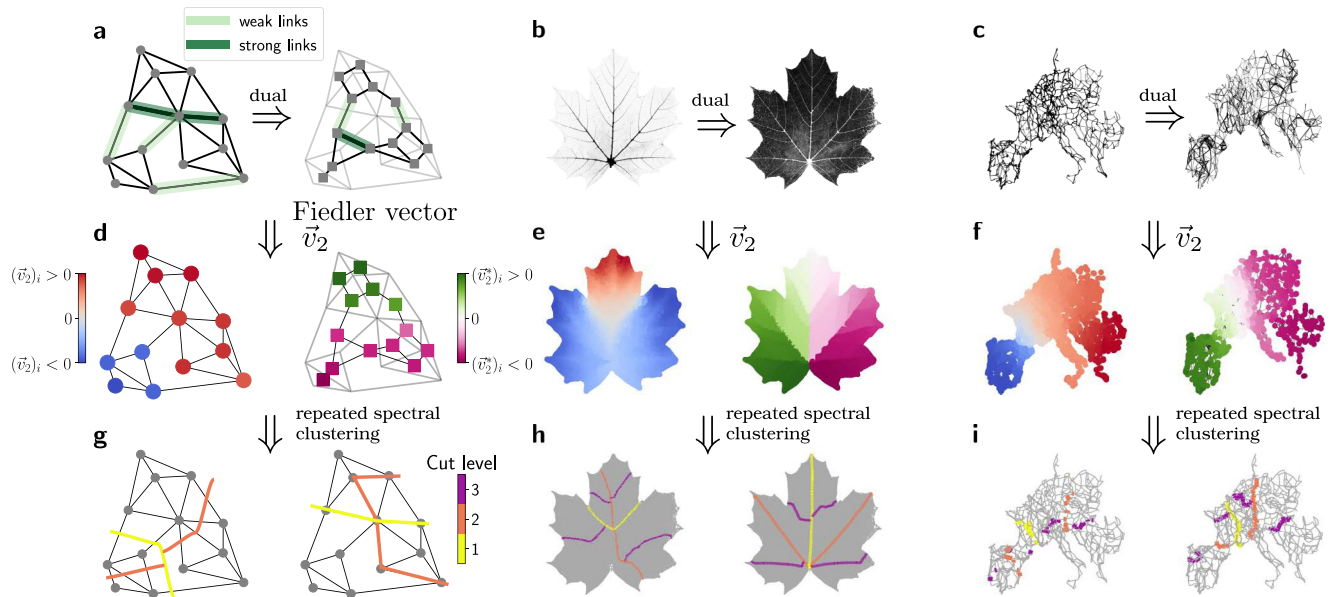 a
weak links
strong links
dual
⇒
b
dual
⇒
c
dual
⇒
Fiedler vector
d
⇓ v⃗₂
(v⃗₂)ᵢ > 0
0
(v⃗₂)ᵢ < 0
(v⃗₂*)ᵢ > 0
0
(v⃗₂*)ᵢ < 0
e
⇓ v⃗₂
f
⇓ v⃗₂
g
⇓ repeated spectral
clustering
Cut level
3
2
1
h
⇓ repeated spectral
clustering
i
⇓ repeated spectral
clustering